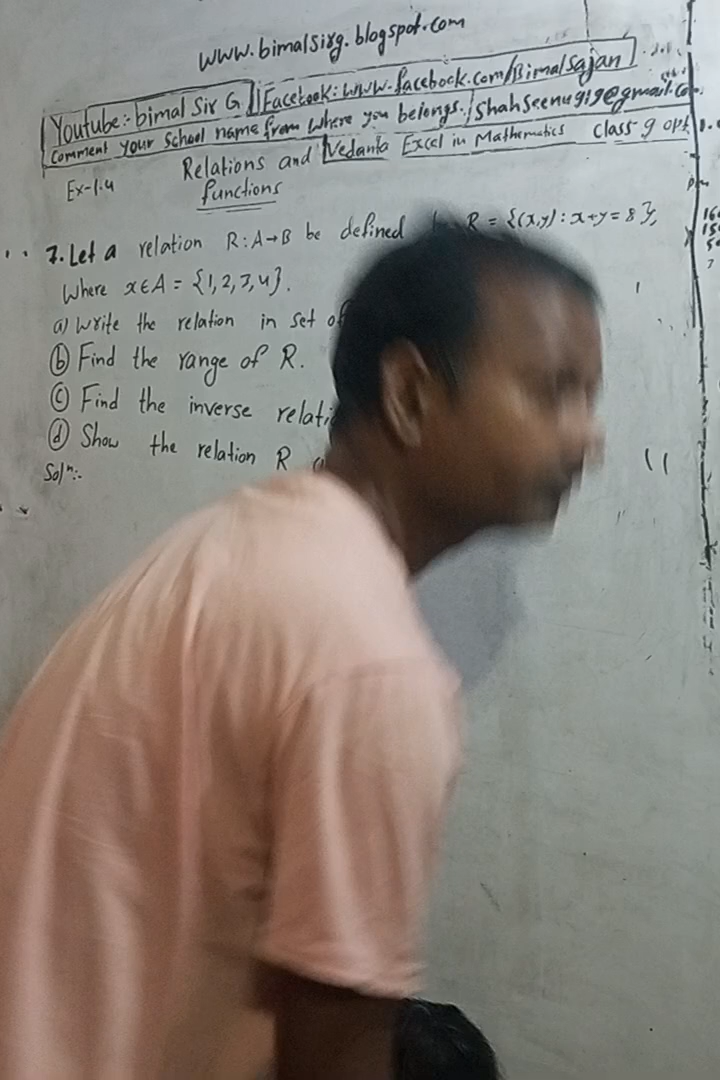 www.bimalsirg.blogspot.com
Youtube:- bimal Sir G || Facebook: www.facebook.com/Bimalsajan
Comment your School name from where you belongs. / Shahseenu919@gmail.co
Relations and Vedanta Excel in Mathematics class 9 opt
Ex-1.4 functions
7. Let a relation R: A→B be defined R = {(x,y) : x+y = 8},
Where x∈A = {1,2,3,4}.
a) Write the relation in set of
(b) Find the range of R.
(c) Find the inverse relati
(d) Show the relation R
Solⁿ:-